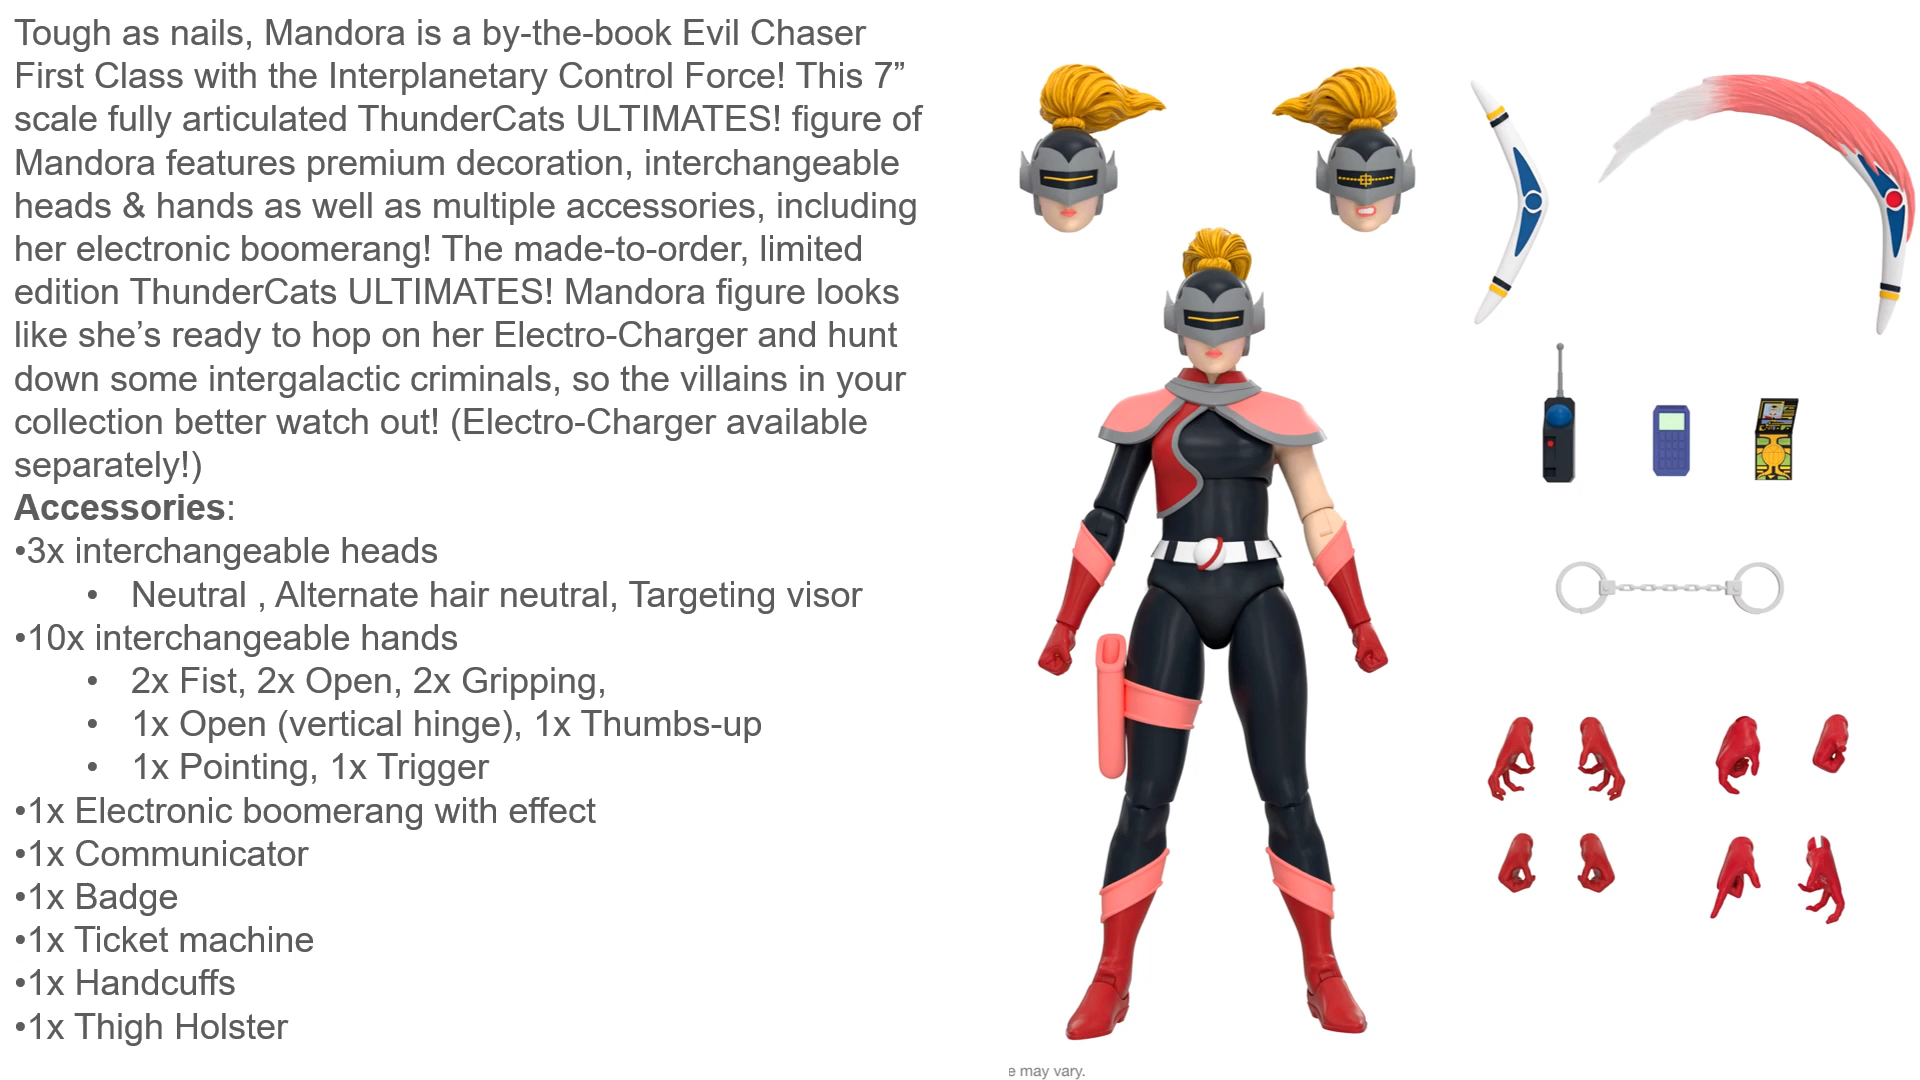 Tough as nails, Mandora is a by-the-book Evil Chaser
First Class with the Interplanetary Control Force! This 7”
scale fully articulated ThunderCats ULTIMATES! figure of
Mandora features premium decoration, interchangeable
heads & hands as well as multiple accessories, including
her electronic boomerang! The made-to-order, limited
edition ThunderCats ULTIMATES! Mandora figure looks
like she’s ready to hop on her Electro-Charger and hunt
down some intergalactic criminals, so the villains in your
collection better watch out! (Electro-Charger available
separately!)
Accessories:
•3x interchangeable heads
• Neutral , Alternate hair neutral, Targeting visor
•10x interchangeable hands
• 2x Fist, 2x Open, 2x Gripping,
• 1x Open (vertical hinge), 1x Thumbs-up
• 1x Pointing, 1x Trigger
•1x Electronic boomerang with effect
•1x Communicator
•1x Badge
•1x Ticket machine
•1x Handcuffs
•1x Thigh Holster
e may vary.